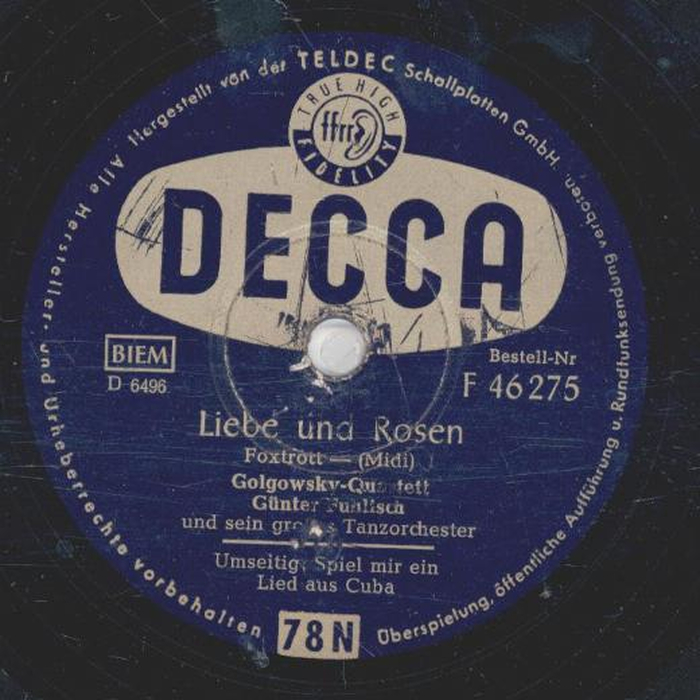 Hergestellt von der TELDEC Schallplatten GmbH.
Alle Hersteller- und Urheberrechte vorbehalten
Überspielung, öffentliche Aufführung u. Rundfunksendung verboten.
TRUE HIGH
ffrr
FIDELITY
DECCA
BIEM
D 6496
Bestell-Nr
F 46275
Liebe und Rosen
Foxtrott — (Midi)
Golgowsky-Quartett
Günter Fuhlisch
und sein großes Tanzorchester
Umseitig: Spiel mir ein
Lied aus Cuba
78N